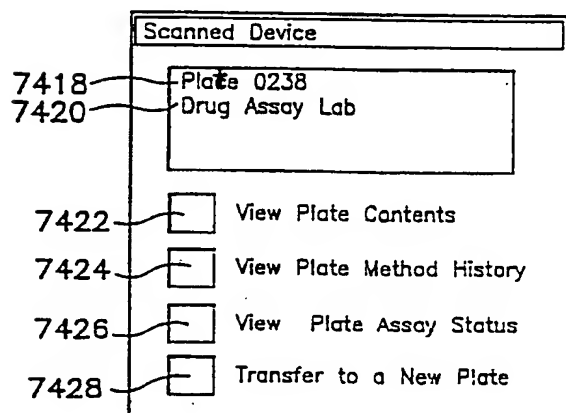 Scanned Device
7418 Plate 0238
7420 Drug Assay Lab
7422 View Plate Contents
7424 View Plate Method History
7426 View Plate Assay Status
7428 Transfer to a New Plate